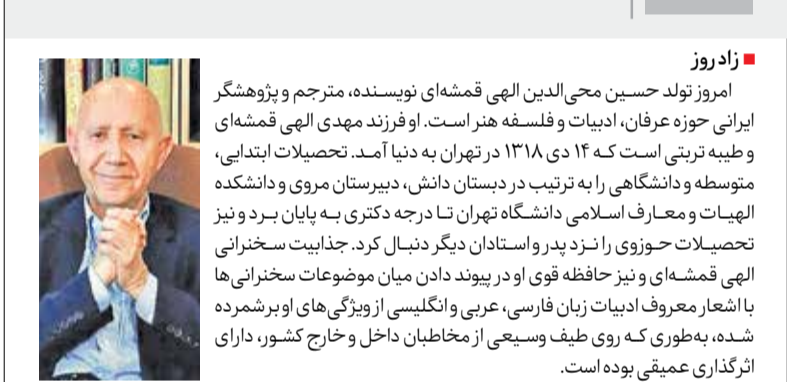 زادروز
امروز تولد حسین محی‌الدین الهی قمشه‌ای نویسنده، مترجم و پژوهشگر
ایرانی حوزه عرفان، ادبیات و فلسفه هنر است. او فرزند مهدی الهی قمشه‌ای
و طیبه تربتی است که ۱۴ دی ۱۳۱۸ در تهران به دنیا آمد. تحصیلات ابتدایی،
متوسطه و دانشگاهی را به ترتیب در دبستان دانش، دبیرستان مروی و دانشکده
الهیات و معارف اسلامی دانشگاه تهران تا درجه دکتری به پایان برد و نیز
تحصیلات حوزوی را نزد پدر و استادان دیگر دنبال کرد. جذابیت سخنرانی
الهی قمشه‌ای و نیز حافظه قوی او در پیوند دادن میان موضوعات سخنرانی‌ها
با اشعار معروف ادبیات زبان فارسی، عربی و انگلیسی از ویژگی‌های او برشمرده
شده، به‌طوری که روی طیف وسیعی از مخاطبان داخل و خارج کشور، دارای
اثرگذاری عمیقی بوده است.